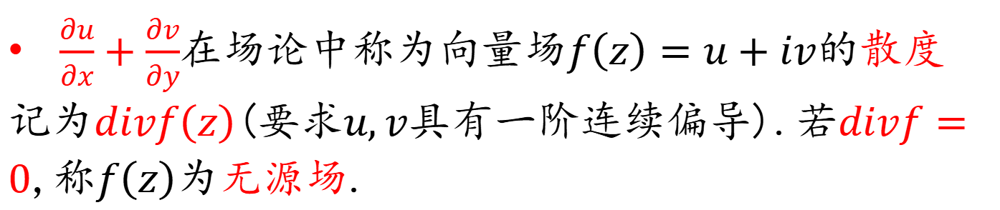 • ∂u/∂x + ∂v/∂y在场论中称为向量场f(z) = u + iv的散度
记为divf(z)(要求u, v具有一阶连续偏导). 若divf =
0, 称f(z)为无源场.